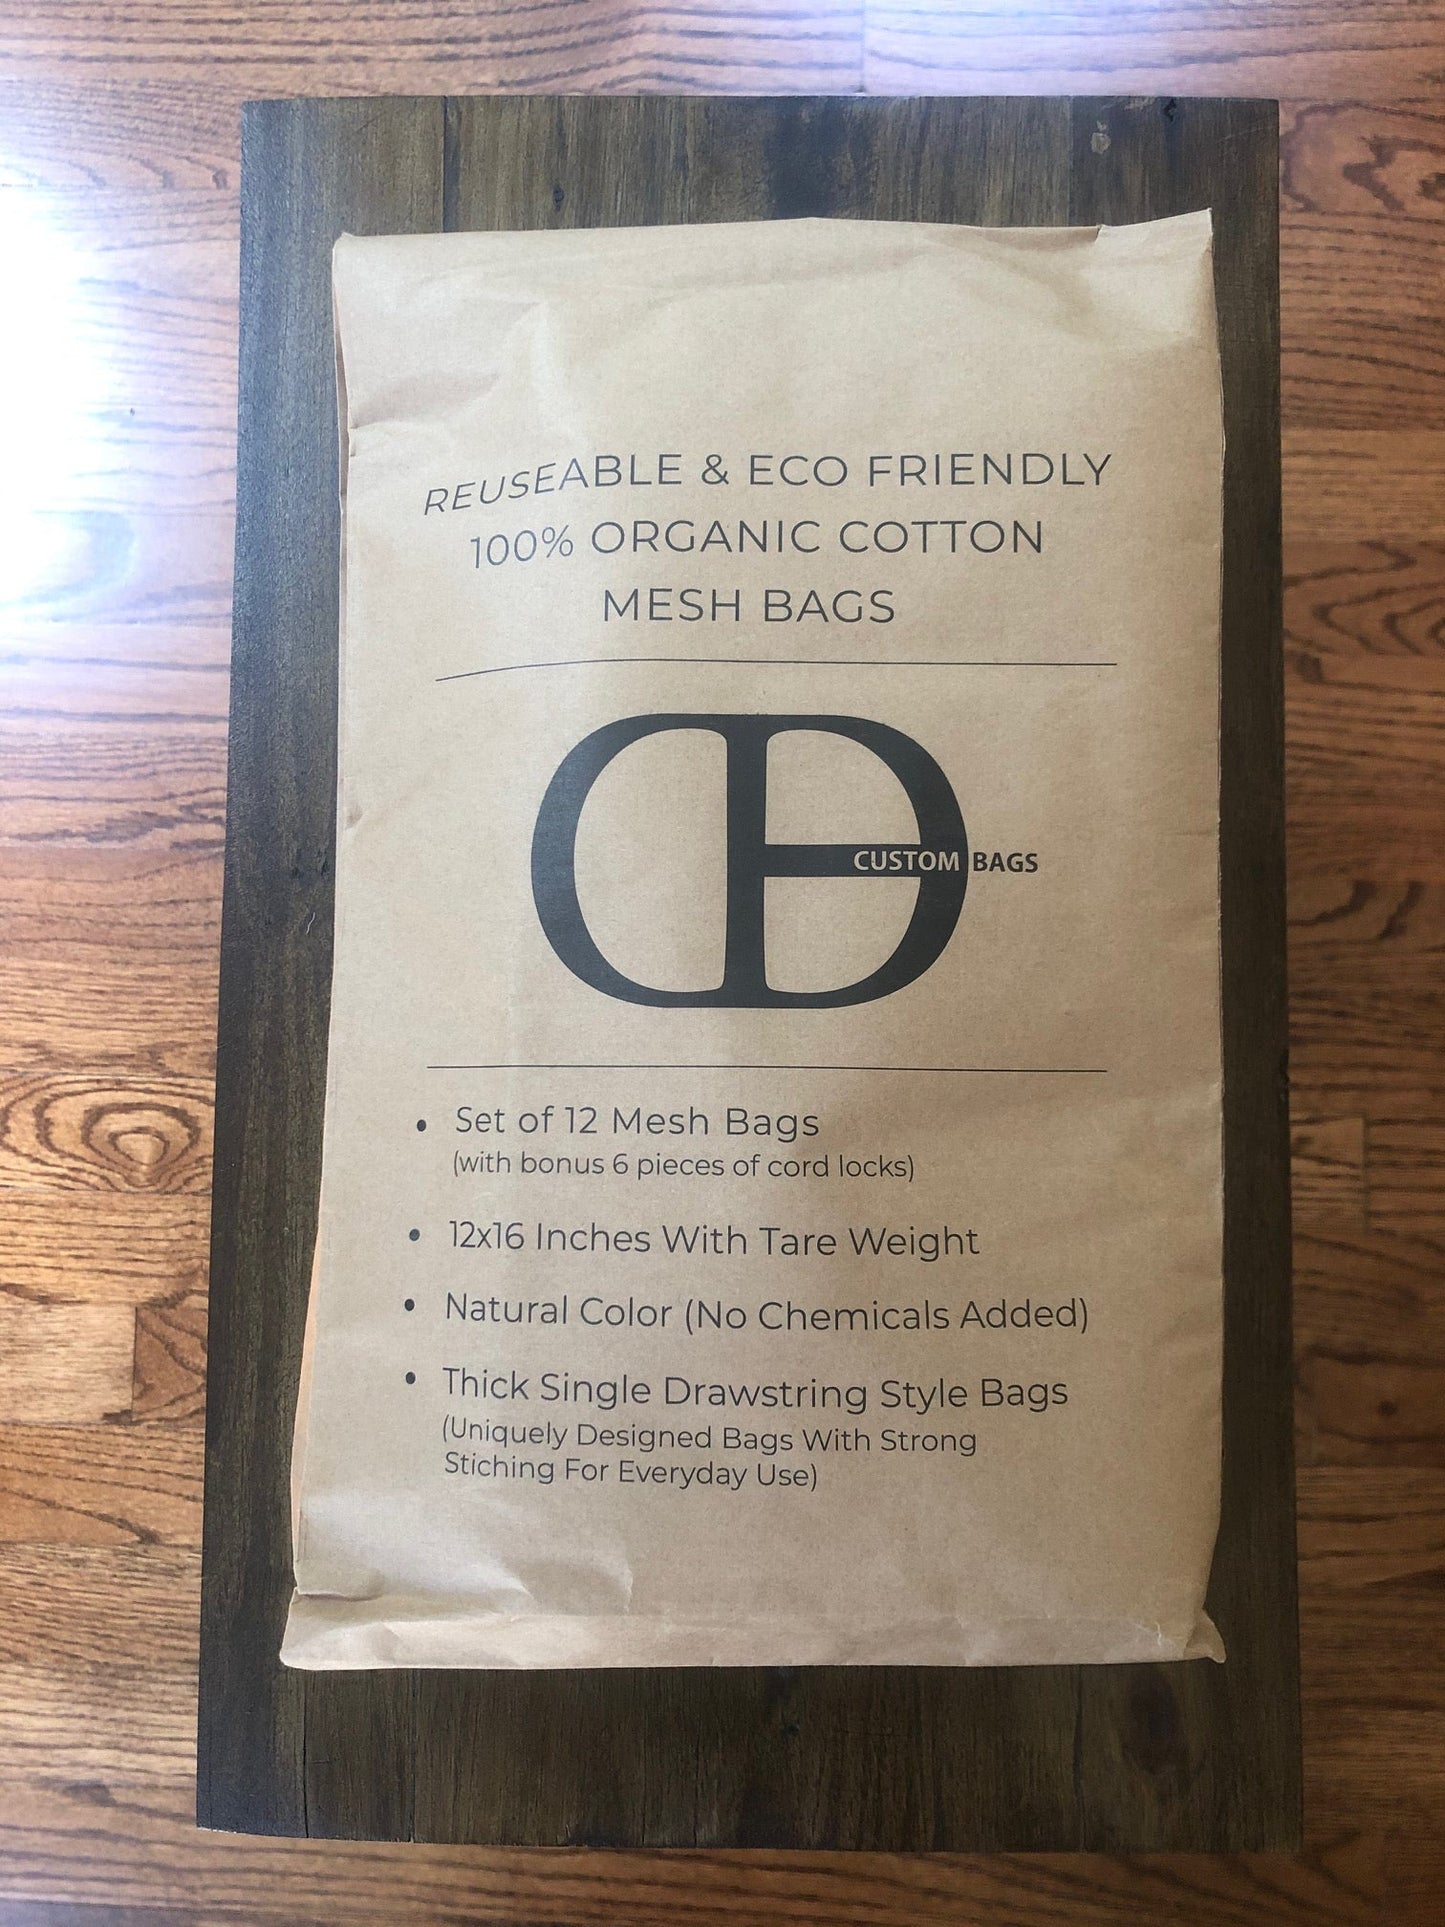 REUSEABLE & ECO FRIENDLY
100% ORGANIC COTTON
MESH BAGS
CUSTOM BAGS
• Set of 12 Mesh Bags
(with bonus 6 pieces of cord locks)
• 12x16 Inches With Tare Weight
• Natural Color (No Chemicals Added)
• Thick Single Drawstring Style Bags
(Uniquely Designed Bags With Strong
Stiching For Everyday Use)